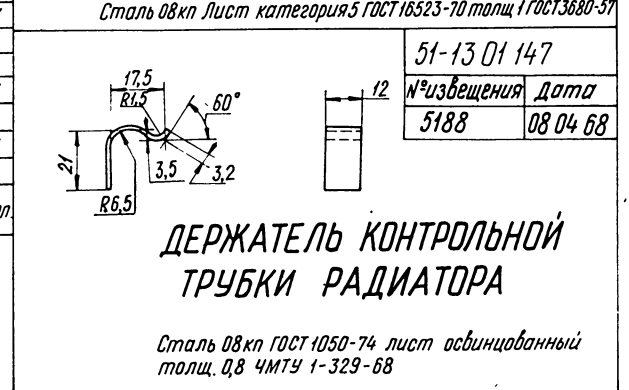 Сталь 08кп Лист категория 5 ГОСТ 16523-70 толщ 1 ГОСТ 3680-57
51-13 01 147
№ извещения Дата
5188 08 04 68
17,5
R1,5
60°
12
21
3,5
3,2
R6,5
ДЕРЖАТЕЛЬ КОНТРОЛЬНОЙ
ТРУБКИ РАДИАТОРА
Сталь 08кп ГОСТ 1050-74 лист освинцованный
толщ. 0,8 ЧМТУ 1-329-68